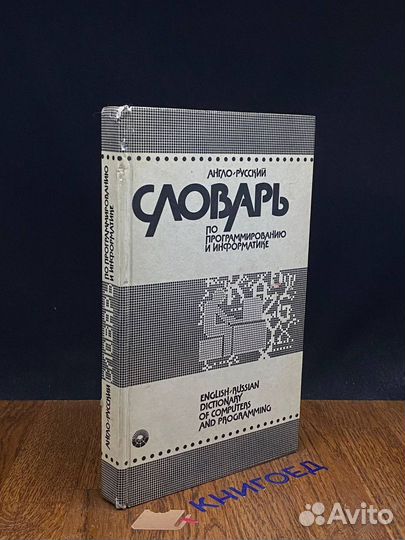 АНГЛО-РУССКИЙ
СЛОВАРЬ
ПО
ПРОГРАММИРОВАНИЮ
И ИНФОРМАТИКЕ
ENGLISH-RUSSIAN
DICTIONARY
OF COMPUTERS
AND PROGRAMMING
АНГЛО-РУССКИЙ СЛОВАРЬ ПО ПРОГРАММИРОВАНИЮ
И ИНФОРМАТИКЕ
КНИГОЕД
Avito